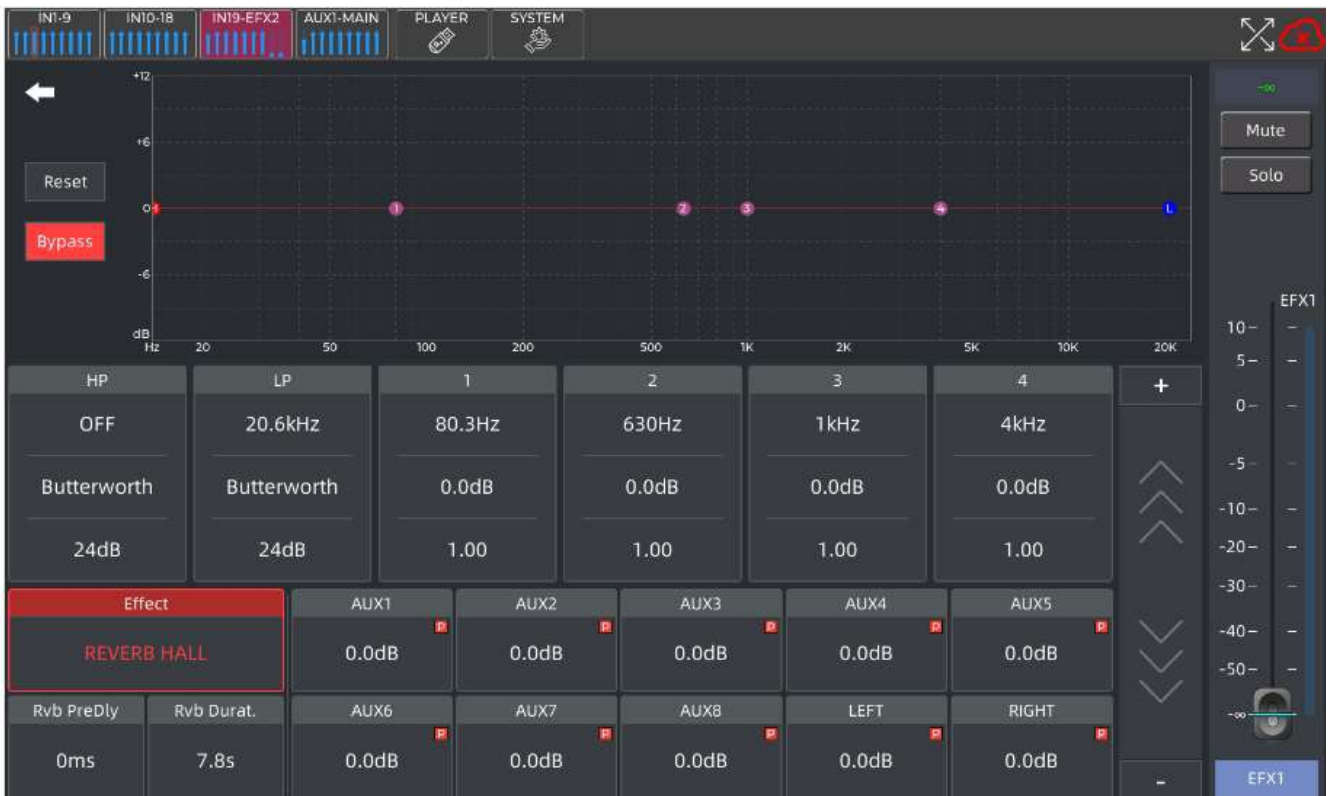 IN1-9 IN10-18 IN19-EFX2 AUX1-MAIN PLAYER SYSTEM
-∞
Mute
Solo
+12
+6
0
-6
dB
Reset
Bypass
1 2 3 4 L
Hz 20 50 100 200 500 1K 2K 5K 10K 20K
HP LP 1 2 3 4 +
OFF 20.6kHz 80.3Hz 630Hz 1kHz 4kHz
Butterworth Butterworth 0.0dB 0.0dB 0.0dB 0.0dB
24dB 24dB 1.00 1.00 1.00 1.00
Effect AUX1 AUX2 AUX3 AUX4 AUX5
P P P P P
REVERB HALL 0.0dB 0.0dB 0.0dB 0.0dB 0.0dB
Rvb PreDly Rvb Durat. AUX6 AUX7 AUX8 LEFT RIGHT
P P P P P
0ms 7.8s 0.0dB 0.0dB 0.0dB 0.0dB 0.0dB
-
EFX1
10
5
0
-5
-10
-20
-30
-40
-50
-∞
EFX1